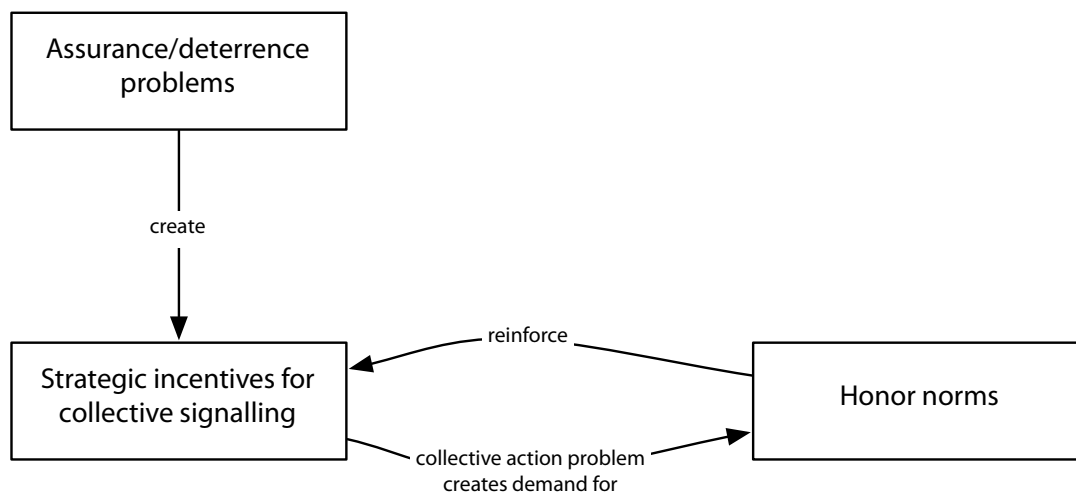 Assurance/deterrence
problems
create
reinforce
Strategic incentives for
collective signalling
Honor norms
collective action problem
creates demand for